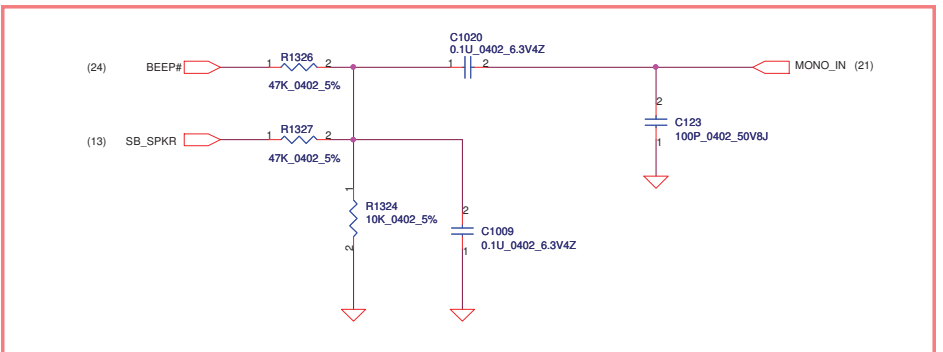 C1020
0.1U_0402_6.3V4Z
(24) BEEP# 1 R1326 2 1 2 MONO_IN (21)
47K_0402_5%
2
C123
100P_0402_50V8J
1
(13) SB_SPKR 1 R1327 2
47K_0402_5%
1
R1324
10K_0402_5%
2
2
C1009
0.1U_0402_6.3V4Z
1